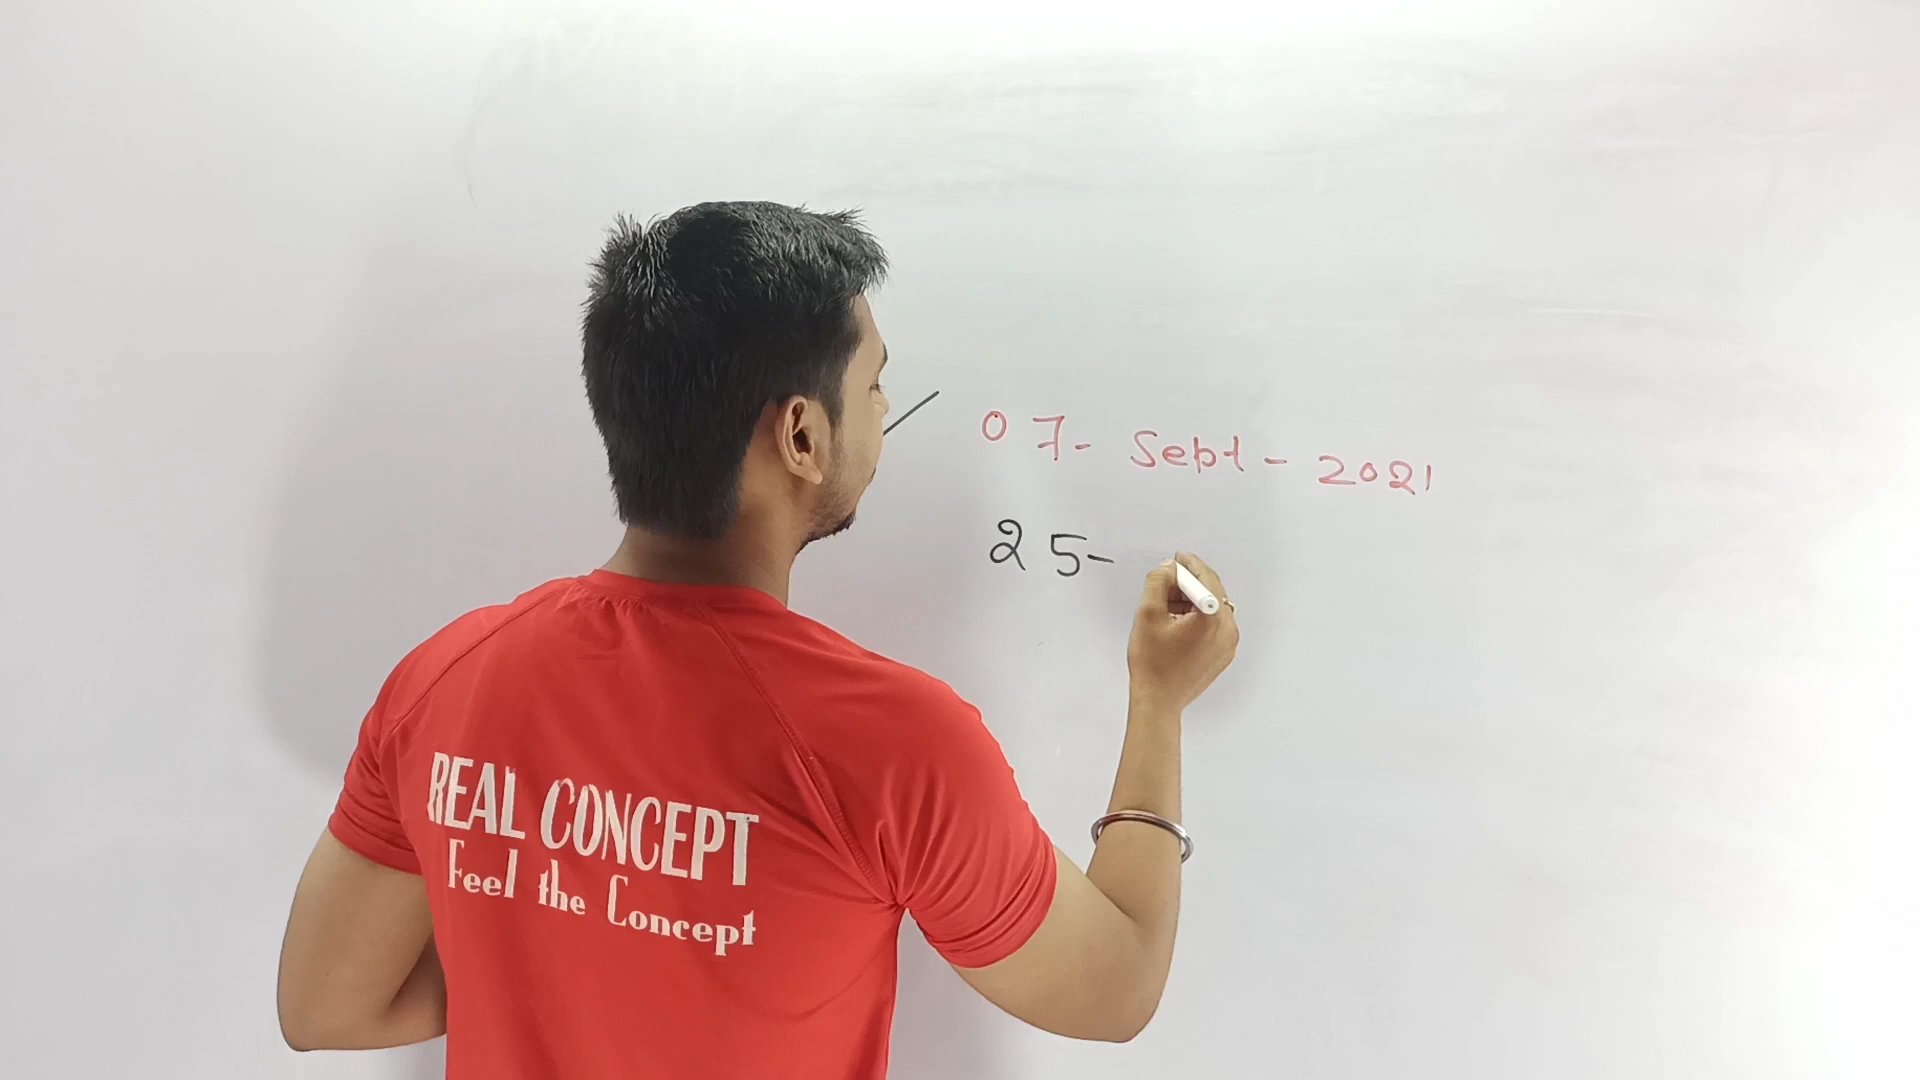 07- Sept - 2021
25-
REAL CONCEPT
Feel the Concept